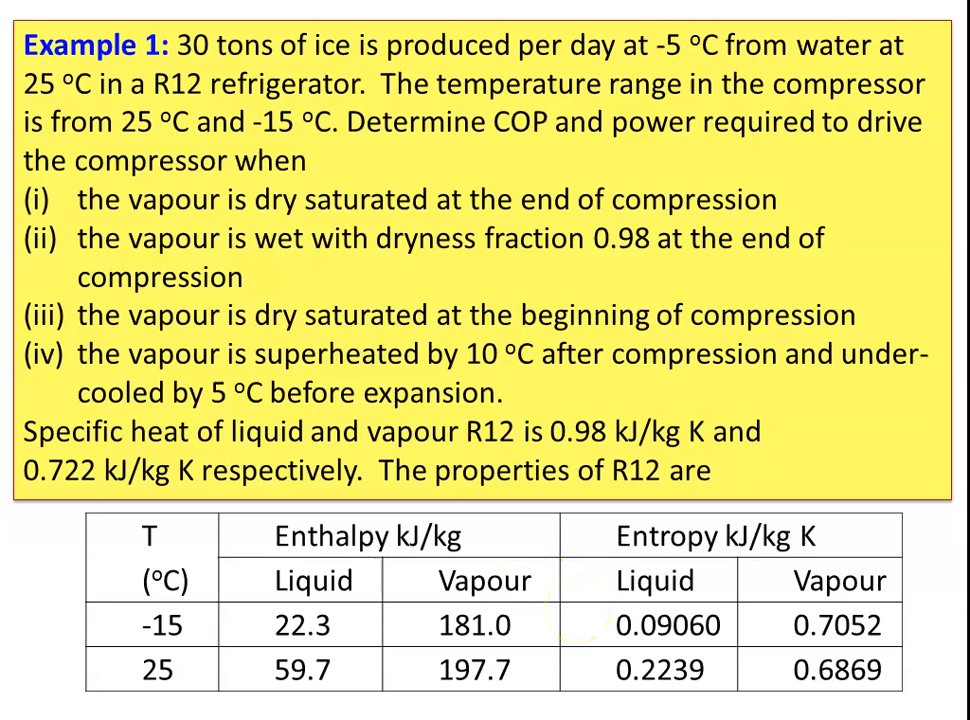 Example 1: 30 tons of ice is produced per day at -5 °C from water at
25 °C in a R12 refrigerator. The temperature range in the compressor
is from 25 °C and -15 °C. Determine COP and power required to drive
the compressor when
(i) the vapour is dry saturated at the end of compression
(ii) the vapour is wet with dryness fraction 0.98 at the end of
compression
(iii) the vapour is dry saturated at the beginning of compression
(iv) the vapour is superheated by 10 °C after compression and under-
cooled by 5 °C before expansion.
Specific heat of liquid and vapour R12 is 0.98 kJ/kg K and
0.722 kJ/kg K respectively. The properties of R12 are
T Enthalpy kJ/kg Entropy kJ/kg K
(°C) Liquid Vapour Liquid Vapour
-15 22.3 181.0 0.09060 0.7052
25 59.7 197.7 0.2239 0.6869